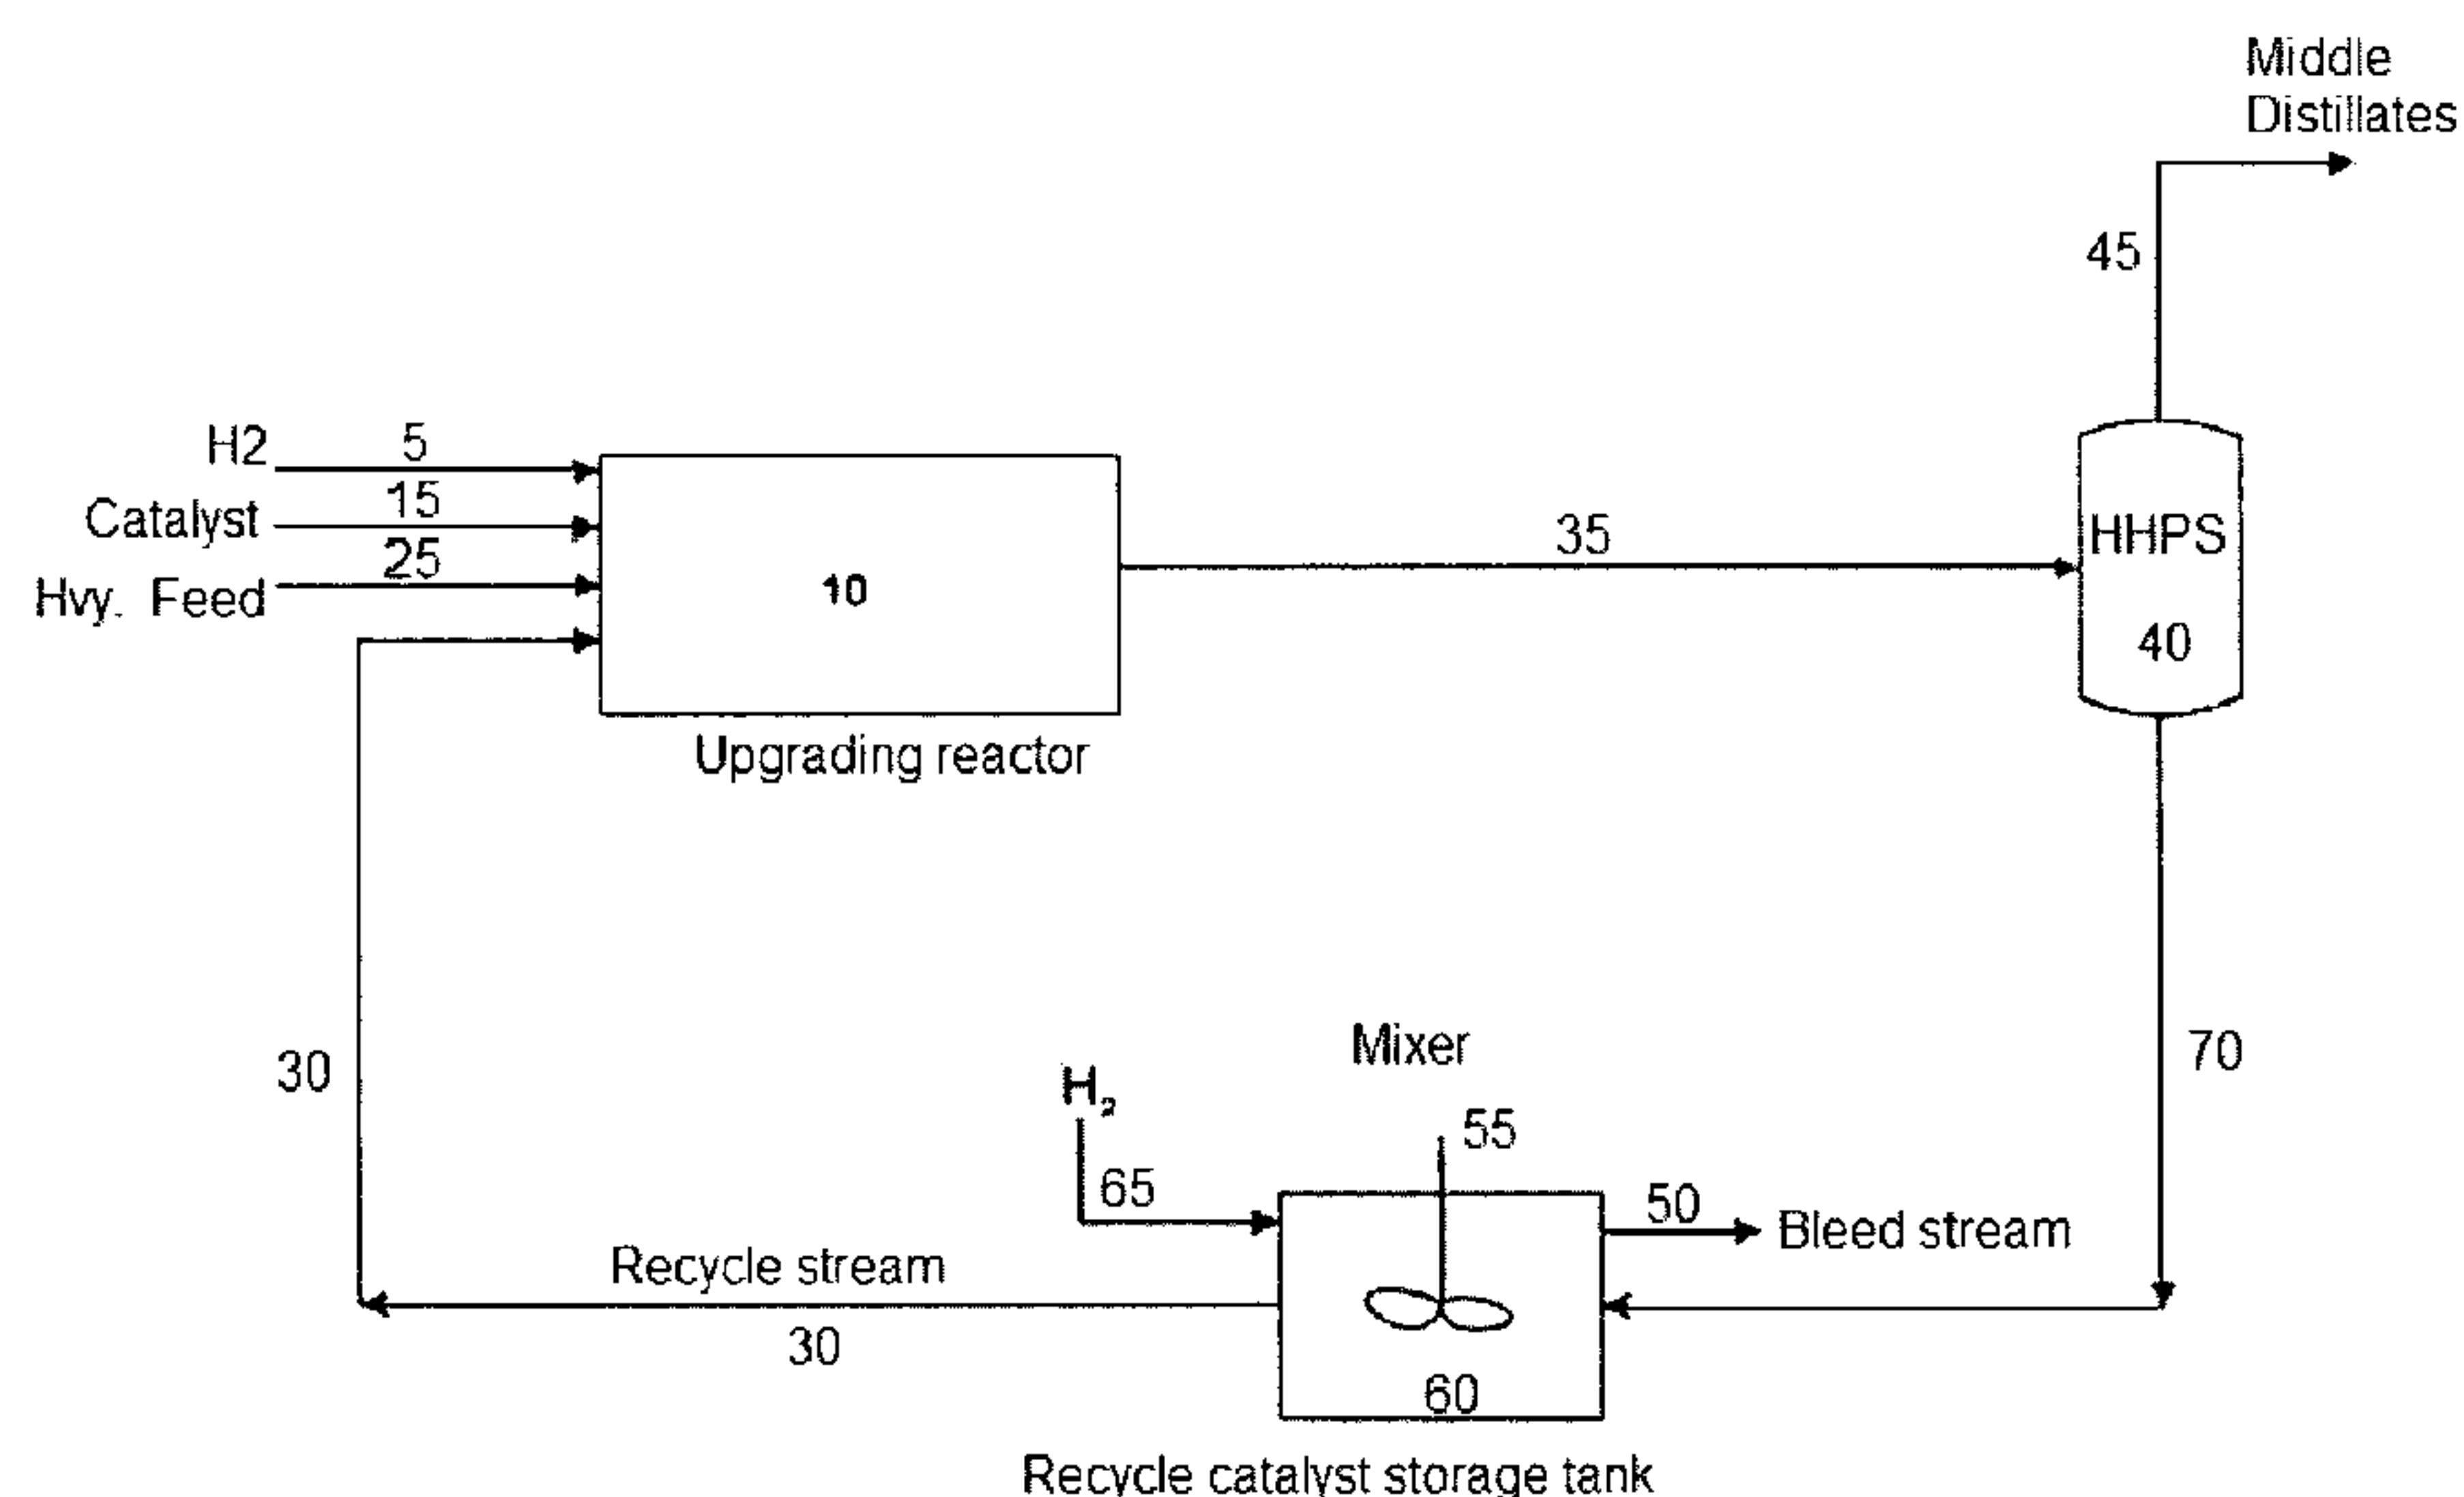 Middle
Distillates
45
H2
5
Catalyst
15
Hvy. Feed
25
10
35
HHPS
40
Upgrading reactor
30
70
Mixer
H2
55
65
50
Bleed stream
Recycle stream
30
60
Recycle catalyst storage tank